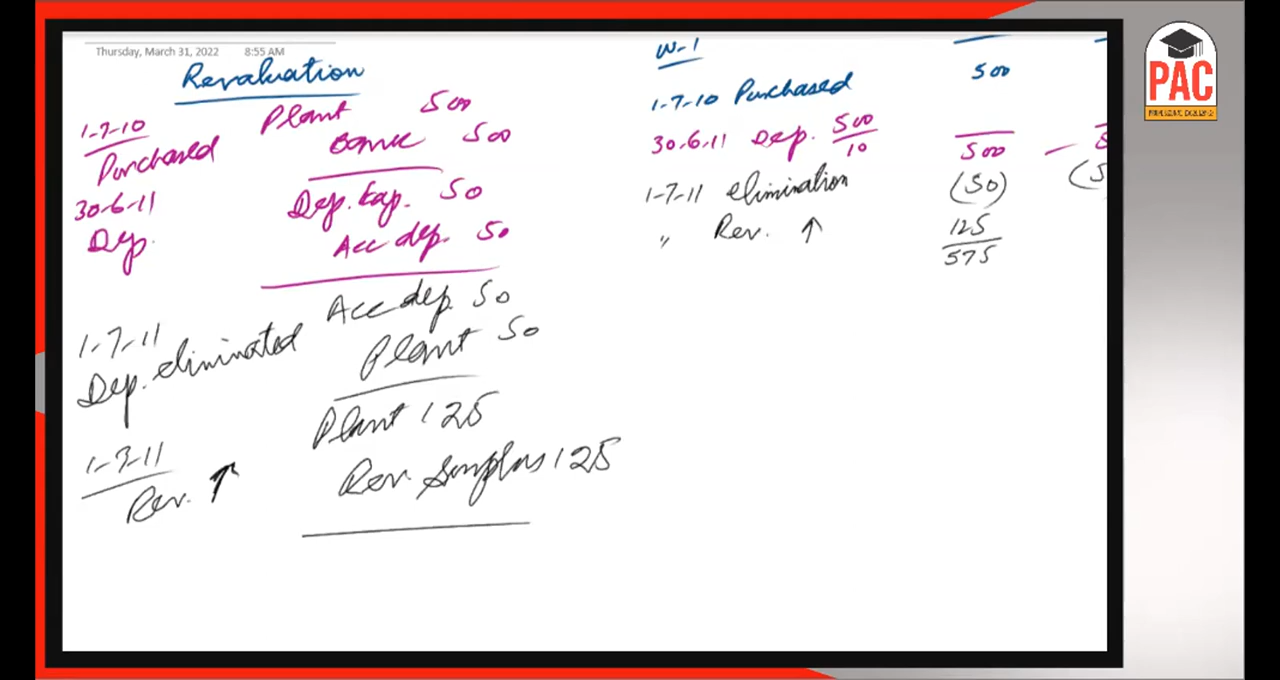 Thursday, March 31, 2022 8:55 AM
Revaluation
1-7-10 Plant 500
Purchased Bank 500
30-6-11 Dep. Exp. 50
Dep. Acc dep. 50
1-7-11 Acc dep. 50
Dep. eliminated Plant 50
Plant 125
1-7-11
Rev. ↑ Rev. Surplus 125
W-1
1-7-10 Purchased 500
30-6-11 Dep. 500/10 500 –
1-7-11 elimination (50)
〃 Rev. ↑ 125
575
PAC